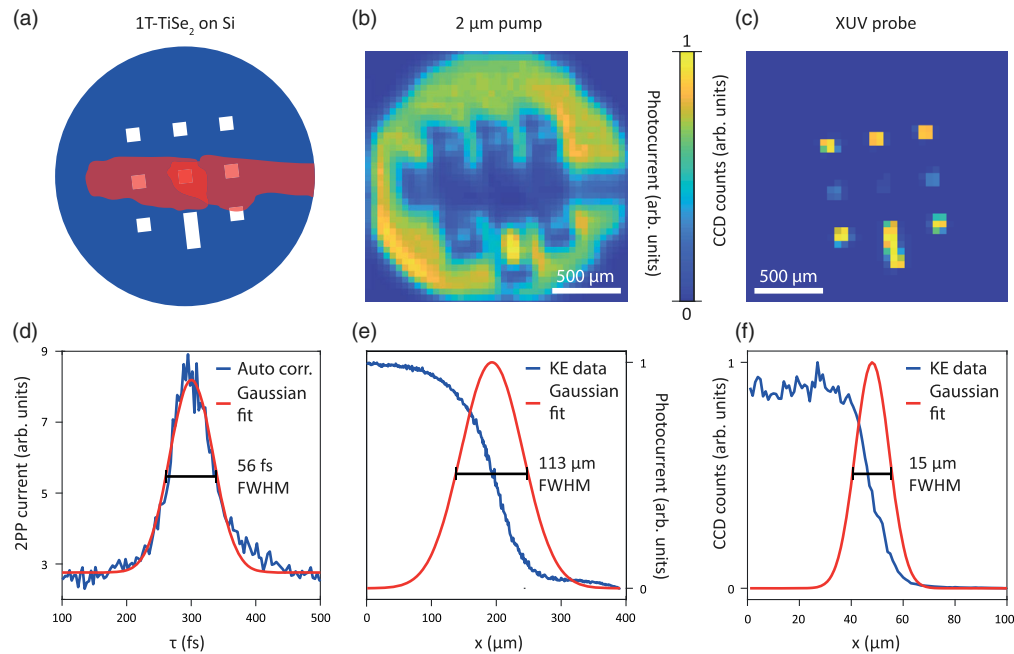 (a)
1T-TiSe₂ on Si
(b)
2 µm pump
1
Photocurrent (arb. units)
0
500 µm
(c)
XUV probe
CCD counts (arb. units)
500 µm
(d)
9
7
5
3
2PP current (arb. units)
Auto corr.
Gaussian
fit
56 fs
FWHM
100
200
300
400
500
τ (fs)
(e)
KE data
Gaussian
fit
113 µm
FWHM
1
0
Photocurrent (arb. units)
0
100
200
300
400
x (µm)
(f)
1
0
CCD counts (arb. units)
KE data
Gaussian
fit
15 µm
FWHM
0
20
40
60
80
100
x (µm)